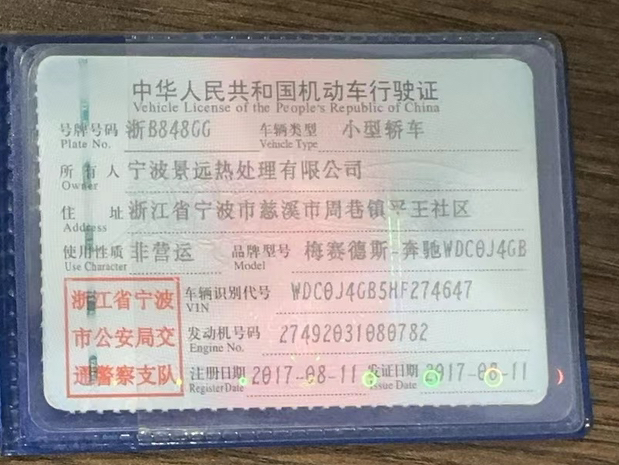 中华人民共和国机动车行驶证
Vehicle License of the People's Republic of China
号牌号码 浙B848GG 车辆类型 小型轿车
Plate No. Vehicle Type
所有人 宁波景远热处理有限公司
Owner
住址 浙江省宁波市慈溪市周巷镇平王社区
Address
使用性质 非营运 品牌型号 梅赛德斯-奔驰WDC0J4GB
Use Character Model
浙江省宁波 车辆识别代号 WDC0J4GB5HF274647
VIN
市公安局交 发动机号码 27492031080782
Engine No.
通警察支队 注册日期 2017-08-11 发证日期 2017-08-11
Register Date Issue Date